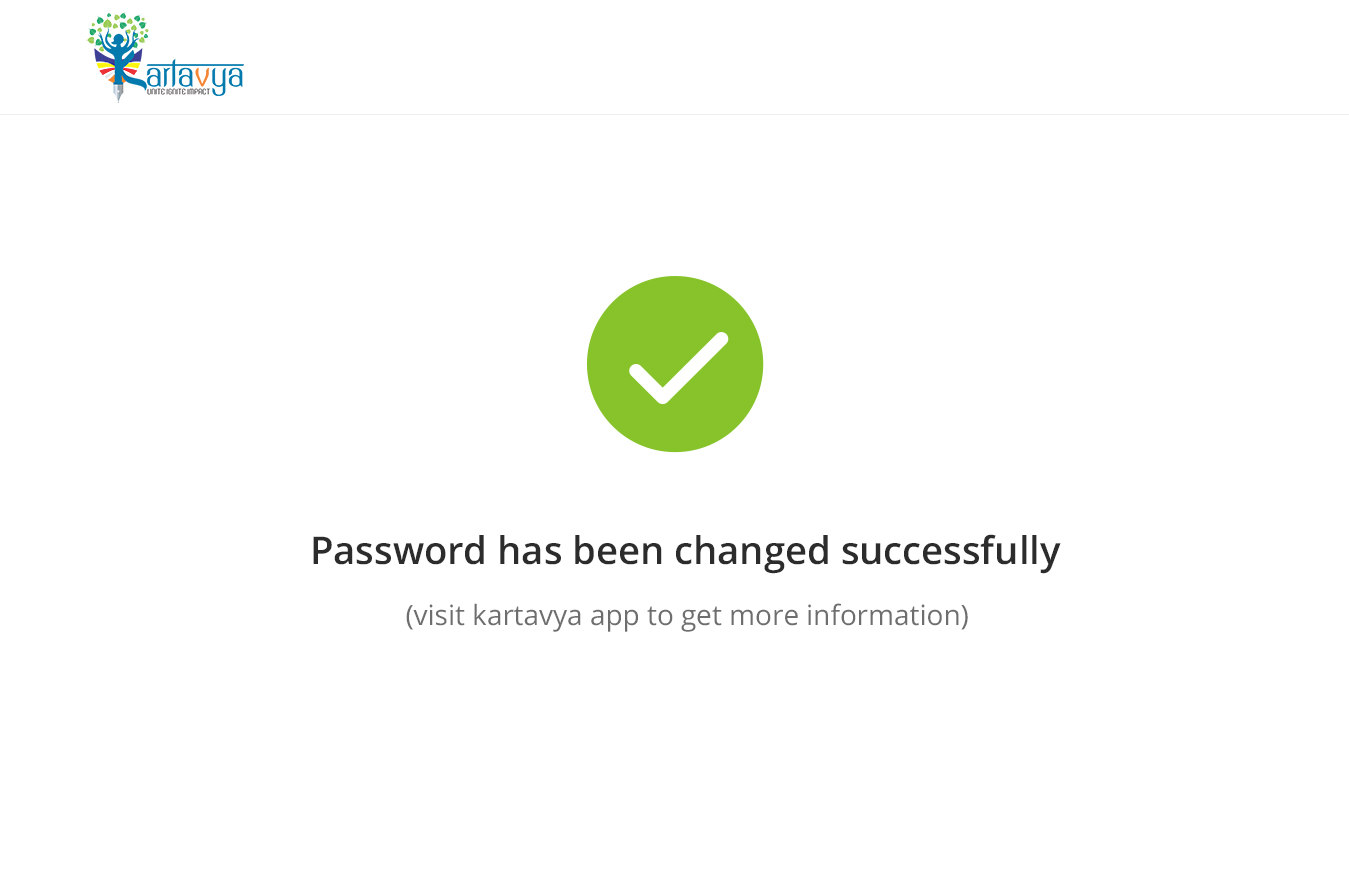 Kartavya
UNITE IGNITE IMPACT
Password has been changed successfully
(visit kartavya app to get more information)